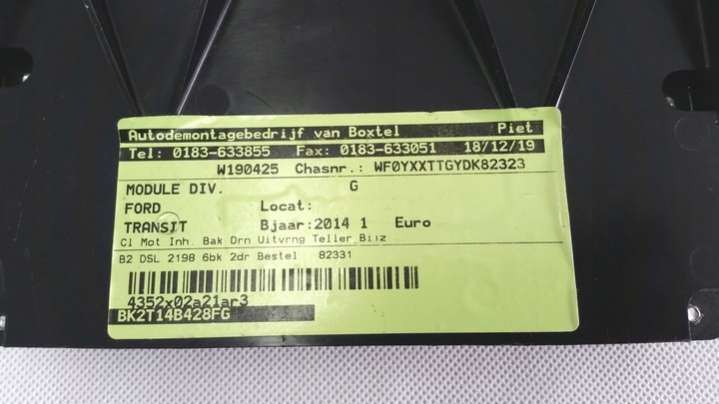 Autodemontagebedrijf van Boxtel Piet
Tel: 0183-633855 Fax: 0183-633051 18/12/19
W190425 Chasnr.: WF0YXXTTGYDK82323
MODULE DIV. G
FORD Locat:
TRANSIT Bjaar:2014 1 Euro
Cl Mot Inh. Bak Drn Uitvrng Teller Bijz
B2 DSL 2198 6bk 2dr Bestel 82331
4352x02a21ar3
BK2T14B428FG